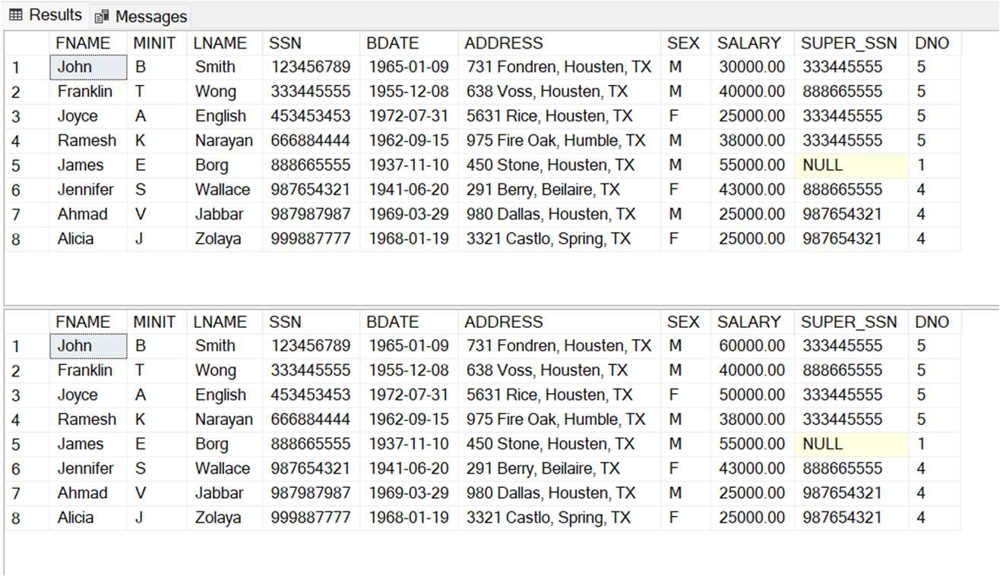 Results Messages
FNAME MINIT LNAME SSN BDATE ADDRESS SEX SALARY SUPER_SSN DNO
1 John B Smith 123456789 1965-01-09 731 Fondren, Housten, TX M 30000.00 333445555 5
2 Franklin T Wong 333445555 1955-12-08 638 Voss, Housten, TX M 40000.00 888665555 5
3 Joyce A English 453453453 1972-07-31 5631 Rice, Housten, TX F 25000.00 333445555 5
4 Ramesh K Narayan 666884444 1962-09-15 975 Fire Oak, Humble, TX M 38000.00 333445555 5
5 James E Borg 888665555 1937-11-10 450 Stone, Housten, TX M 55000.00 NULL 1
6 Jennifer S Wallace 987654321 1941-06-20 291 Berry, Beilaire, TX F 43000.00 888665555 4
7 Ahmad V Jabbar 987987987 1969-03-29 980 Dallas, Housten, TX M 25000.00 987654321 4
8 Alicia J Zolaya 999887777 1968-01-19 3321 Castlo, Spring, TX F 25000.00 987654321 4
FNAME MINIT LNAME SSN BDATE ADDRESS SEX SALARY SUPER_SSN DNO
1 John B Smith 123456789 1965-01-09 731 Fondren, Housten, TX M 60000.00 333445555 5
2 Franklin T Wong 333445555 1955-12-08 638 Voss, Housten, TX M 40000.00 888665555 5
3 Joyce A English 453453453 1972-07-31 5631 Rice, Housten, TX F 50000.00 333445555 5
4 Ramesh K Narayan 666884444 1962-09-15 975 Fire Oak, Humble, TX M 38000.00 333445555 5
5 James E Borg 888665555 1937-11-10 450 Stone, Housten, TX M 55000.00 NULL 1
6 Jennifer S Wallace 987654321 1941-06-20 291 Berry, Beilaire, TX F 43000.00 888665555 4
7 Ahmad V Jabbar 987987987 1969-03-29 980 Dallas, Housten, TX M 25000.00 987654321 4
8 Alicia J Zolaya 999887777 1968-01-19 3321 Castlo, Spring, TX F 25000.00 987654321 4